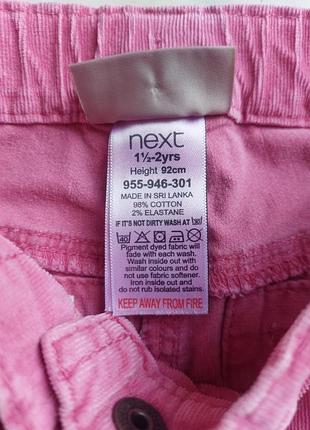 next
1½-2yrs
Height 92cm
955-946-301
MADE IN SRI LANKA
98% COTTON
2% ELASTANE
IF IT'S NOT DIRTY WASH AT 30
40
Pigment dyed fabric will
fade with each wash.
Wash inside out with
similar colours and do
not use fabric softener.
Iron inside out and
do not rub isolated stains.
KEEP AWAY FROM FIRE